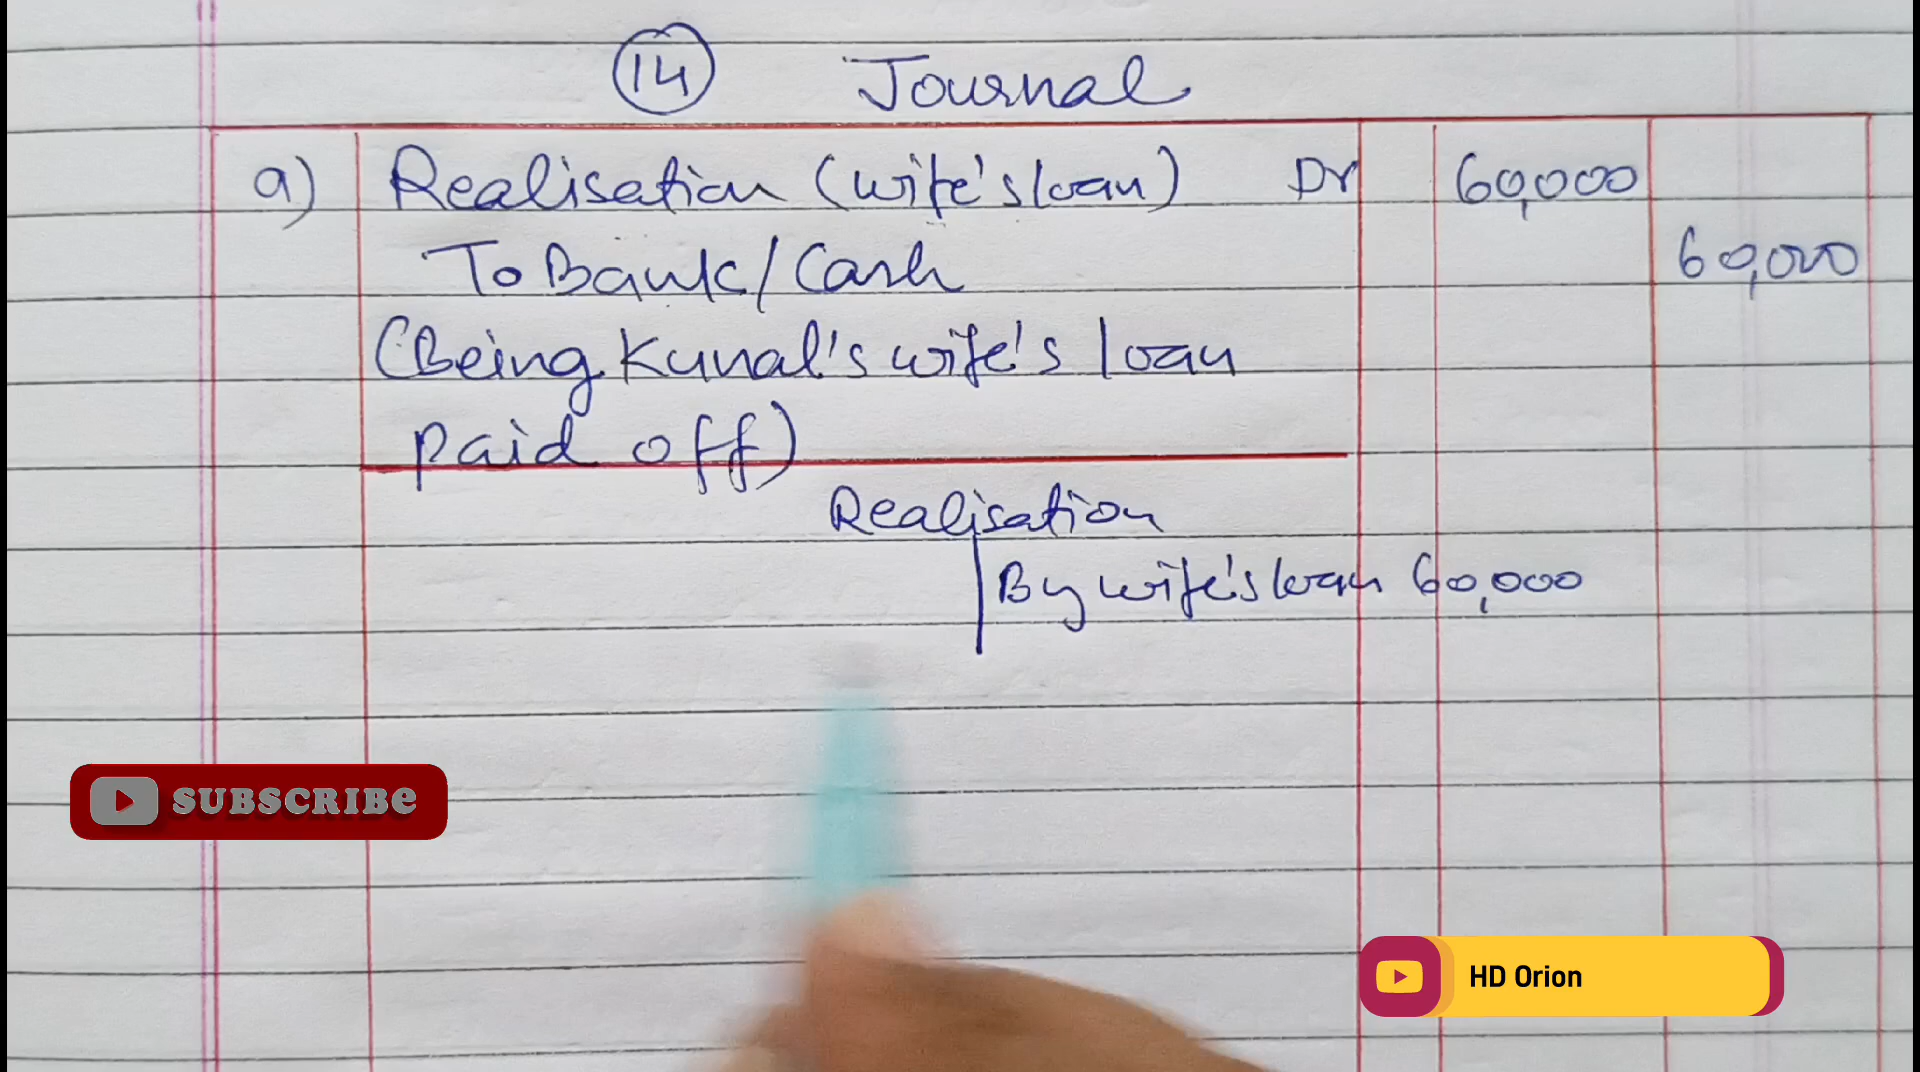 14 Journal
a) Realisation (wife's loan) Dr 60,000
To Bank/Cash 60,000
(Being Kunal's wife's loan
paid off)
Realisation
By wife's loan 60,000
SUBSCRIBE
HD Orion